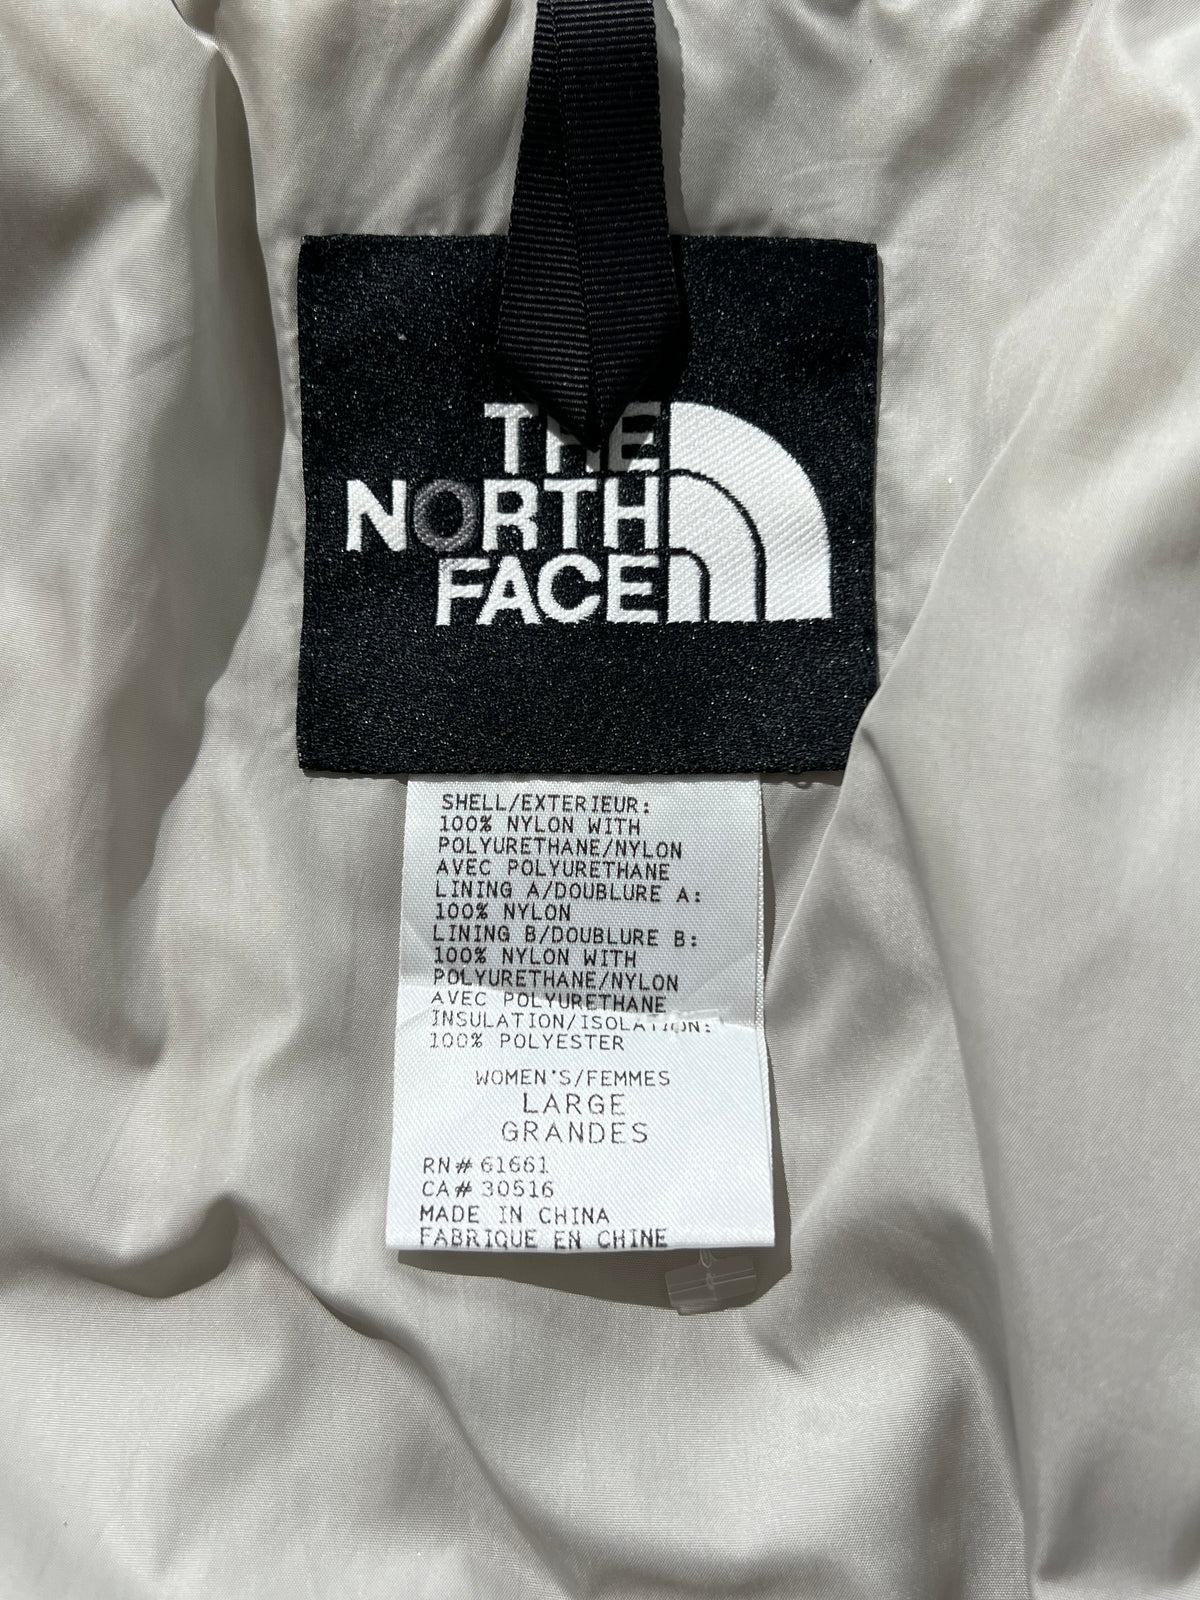 THE
NORTH
FACE
SHELL/EXTERIEUR:
100% NYLON WITH
POLYURETHANE/NYLON
AVEC POLYURETHANE
LINING A/DOUBLURE A:
100% NYLON
LINING B/DOUBLURE B:
100% NYLON WITH
POLYURETHANE/NYLON
AVEC POLYURETHANE
INSULATION/ISOLATION:
100% POLYESTER
WOMEN'S/FEMMES
LARGE
GRANDES
RN# 61661
CA# 30516
MADE IN CHINA
FABRIQUE EN CHINE